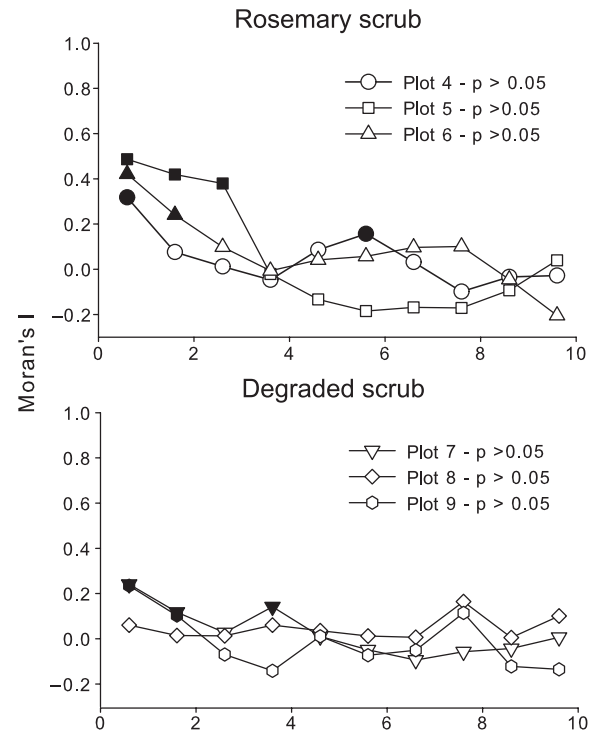 Rosemary scrub
1.0
0.8
0.6
0.4
0.2
0.0
−0.2
Plot 4 - p > 0.05
Plot 5 - p >0.05
Plot 6 - p >0.05
0 2 4 6 8 10
Moran's I
Degraded scrub
1.0
0.8
0.6
0.4
0.2
0.0
−0.2
Plot 7 - p >0.05
Plot 8 - p > 0.05
Plot 9 - p > 0.05
0 2 4 6 8 10